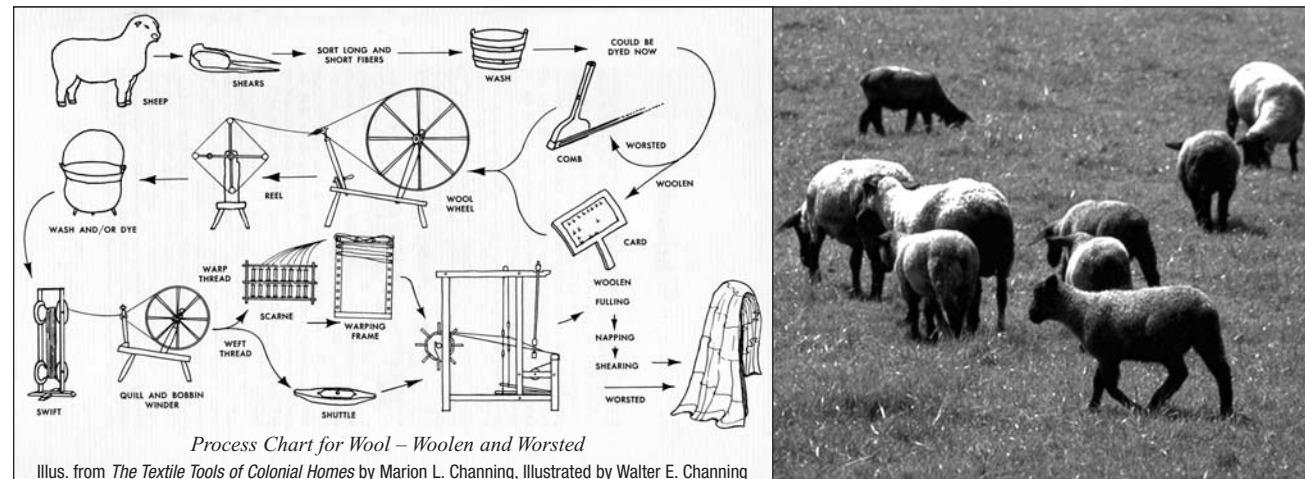 SHEEP
SHEARS
SORT LONG AND
SHORT FIBERS
WASH
COULD BE
DYED NOW
COMB
WORSTED
WOOLEN
CARD
WOOL
WHEEL
REEL
WASH AND/OR DYE
SWIFT
QUILL AND BOBBIN
WINDER
WARP
THREAD
SCARNE
WARPING
FRAME
WEFT
THREAD
SHUTTLE
WOOLEN
FULLING
NAPPING
SHEARING
WORSTED
Process Chart for Wool – Woolen and Worsted
Illus. from The Textile Tools of Colonial Homes by Marion L. Channing, Illustrated by Walter E. Channing